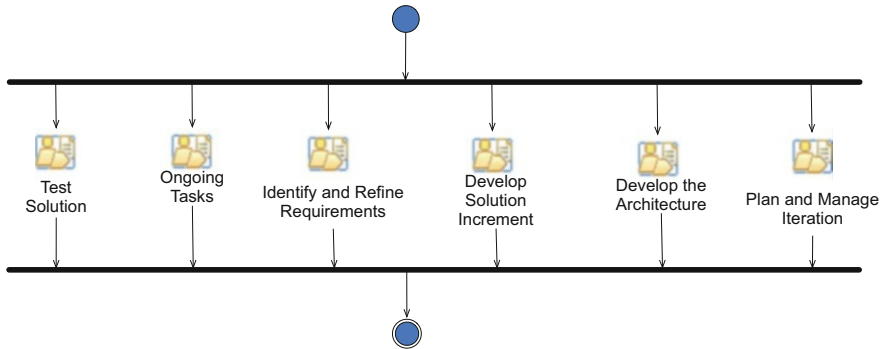 Test
Solution
Ongoing
Tasks
Identify and Refine
Requirements
Develop
Solution
Increment
Develop the
Architecture
Plan and Manage
Iteration